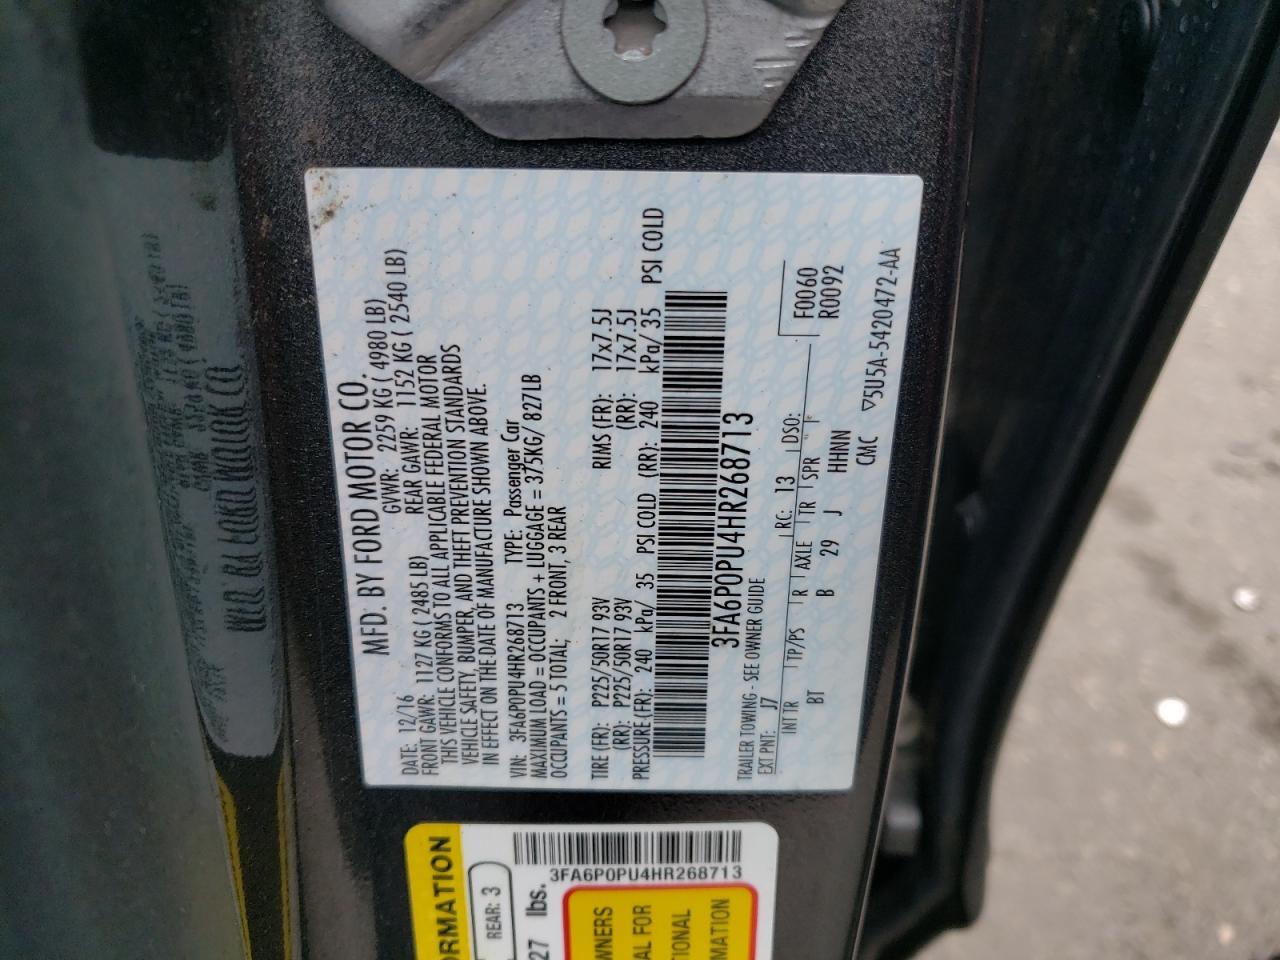 MFD. BY FORD MOTOR CO.
DATE: 12/16 GVWR: 2259 KG ( 4980 LB)
FRONT GAWR: 1127 KG ( 2485 LB) REAR GAWR: 1152 KG ( 2540 LB)
THIS VEHICLE CONFORMS TO ALL APPLICABLE FEDERAL MOTOR
VEHICLE SAFETY, BUMPER, AND THEFT PREVENTION STANDARDS
IN EFFECT ON THE DATE OF MANUFACTURE SHOWN ABOVE.
VIN: 3FA6P0PU4HR268713 TYPE: Passenger Car
MAXIMUM LOAD = OCCUPANTS + LUGGAGE = 375KG/ 827LB
OCCUPANTS = 5 TOTAL; 2 FRONT, 3 REAR
TIRE (FR): P225/50R17 93V RIMS (FR): 17x7.5J
(RR): P225/50R17 93V (RR): 17x7.5J
PRESSURE (FR): 240 kPa/ 35 PSI COLD (RR): 240 kPa/ 35 PSI COLD
3FA6P0PU4HR268713
TRAILER TOWING - SEE OWNER GUIDE
EXT PNT: J7 RC: 13 DSO: F0060
INT TR TP/PS R AXLE TR SPR R0092
BT B 29 J HHNN
CMC ▽5U5A-5420472-AA
ORMATION
REAR: 3
27 lbs.
3FA6P0PU4HR268713
WNERS
AL FOR
TIONAL
MATION